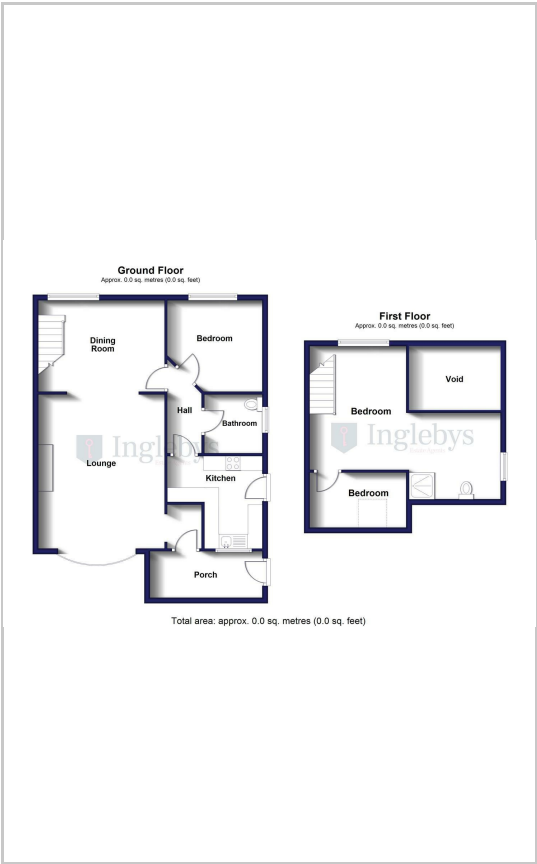 Ground Floor
Approx. 0.0 sq. metres (0.0 sq. feet)
Dining
Room
Bedroom
Hall
Bathroom
Inglebys
Lounge
Kitchen
Porch
First Floor
Approx. 0.0 sq. metres (0.0 sq. feet)
Void
Bedroom
Inglebys
Bedroom
Total area: approx. 0.0 sq. metres (0.0 sq. feet)